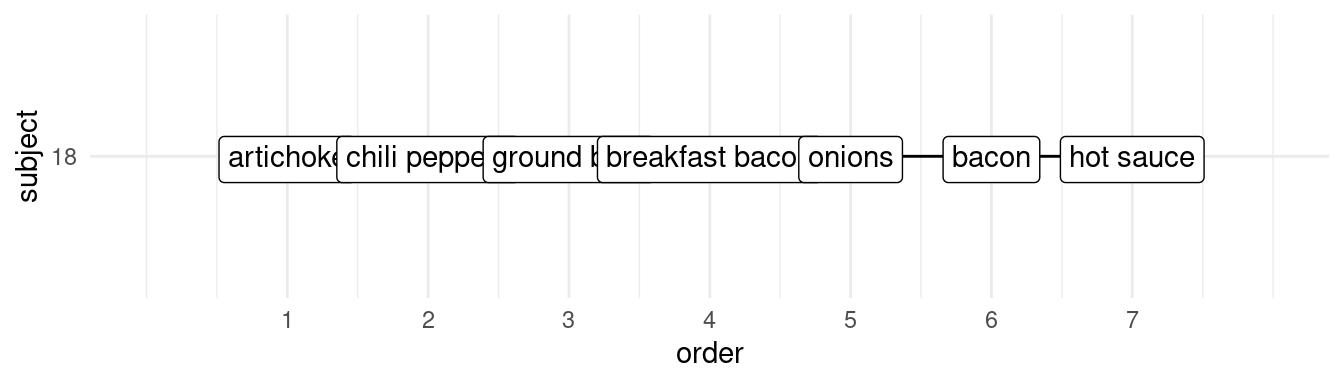 subject
18
artichoke chili peppe ground b breakfast baco onions bacon hot sauce
1 2 3 4 5 6 7
order